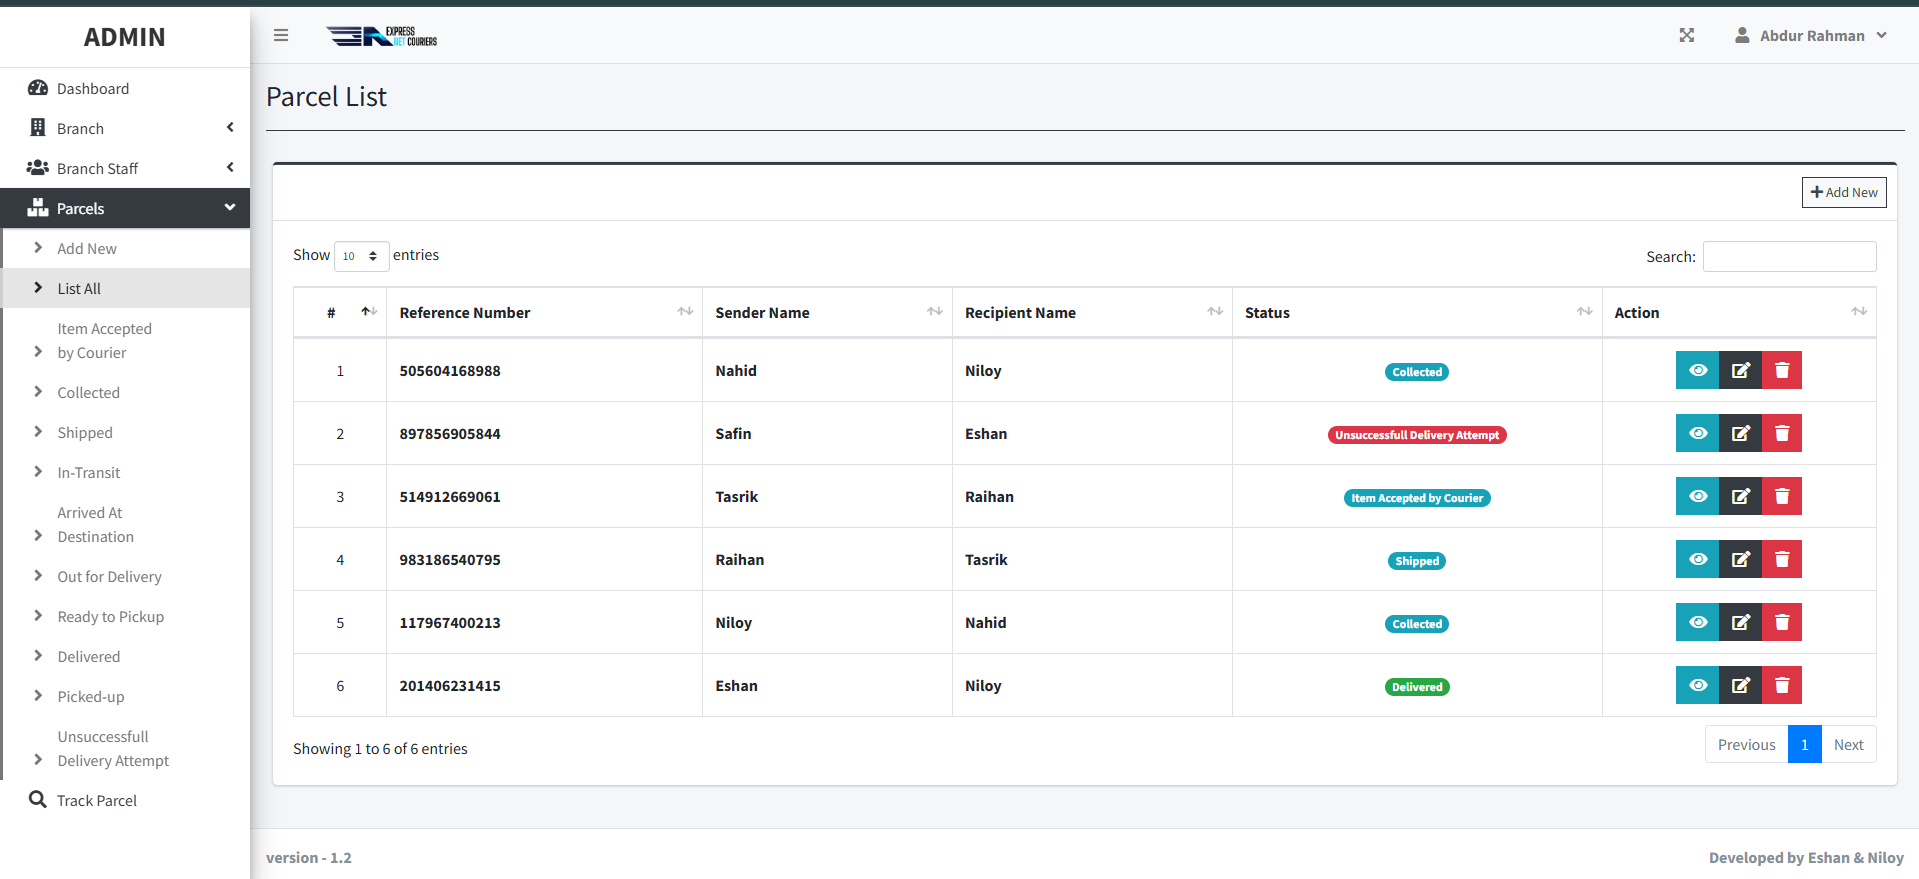 ADMIN
EXPRESS
NET COURIERS
Abdur Rahman
Dashboard
Branch
Branch Staff
Parcels
Add New
List All
Item Accepted
by Courier
Collected
Shipped
In-Transit
Arrived At
Destination
Out for Delivery
Ready to Pickup
Delivered
Picked-up
Unsuccessfull
Delivery Attempt
Track Parcel
Parcel List
Add New
Show 10 entries
Search:
# Reference Number Sender Name Recipient Name Status Action
1 505604168988 Nahid Niloy Collected
2 897856905844 Safin Eshan Unsuccessfull Delivery Attempt
3 514912669061 Tasrik Raihan Item Accepted by Courier
4 983186540795 Raihan Tasrik Shipped
5 117967400213 Niloy Nahid Collected
6 201406231415 Eshan Niloy Delivered
Showing 1 to 6 of 6 entries
Previous 1 Next
version - 1.2
Developed by Eshan & Niloy